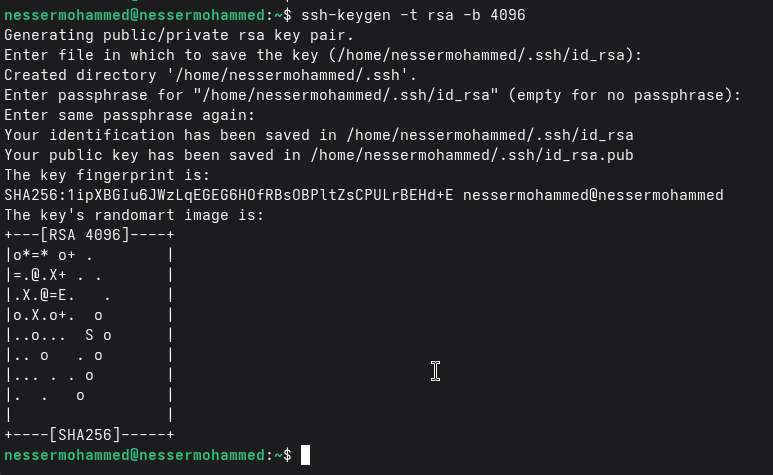 nessermohammed@nessermohammed:~$ ssh-keygen -t rsa -b 4096
Generating public/private rsa key pair.
Enter file in which to save the key (/home/nessermohammed/.ssh/id_rsa):
Created directory '/home/nessermohammed/.ssh'.
Enter passphrase for "/home/nessermohammed/.ssh/id_rsa" (empty for no passphrase):
Enter same passphrase again:
Your identification has been saved in /home/nessermohammed/.ssh/id_rsa
Your public key has been saved in /home/nessermohammed/.ssh/id_rsa.pub
The key fingerprint is:
SHA256:1ipXBGIu6JWzLqEGEG6HOfRBsOBPltZsCPULrBEHd+E nessermohammed@nessermohammed
The key's randomart image is:
+---[RSA 4096]----+
|o*=* o+ .        |
|=.@.X+ . .       |
|.X.@=E.   .      |
|o.X.o+.  o       |
|..o...  S o      |
|.. o   . o       |
|... . . o        |
|.  .   o         |
|                 |
+----[SHA256]-----+
nessermohammed@nessermohammed:~$